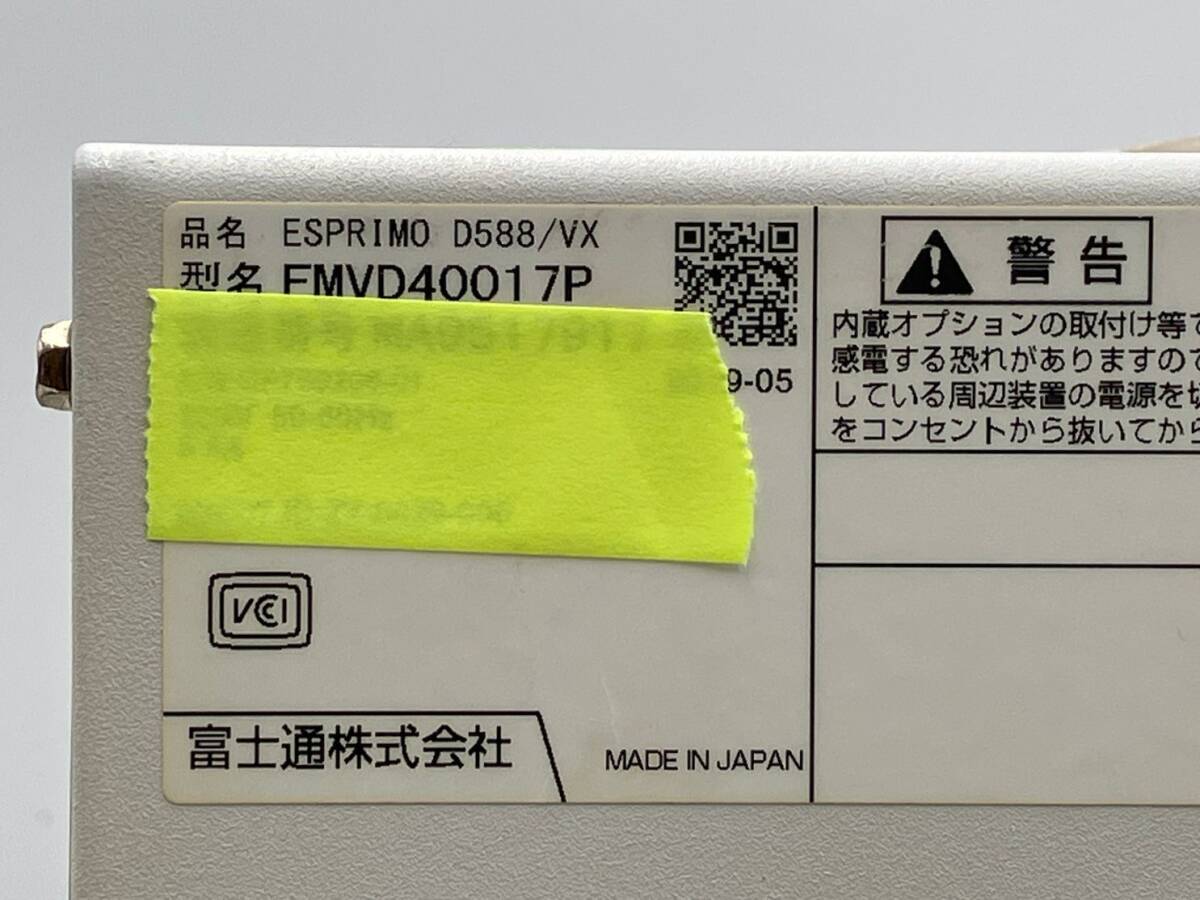 品名 ESPRIMO D588/VX
型名 FMVD40017P
9-05
VCI
富士通株式会社
MADE IN JAPAN
警告
内蔵オプションの取付け等で
感電する恐れがありますので
している周辺装置の電源を切
をコンセントから抜いてから